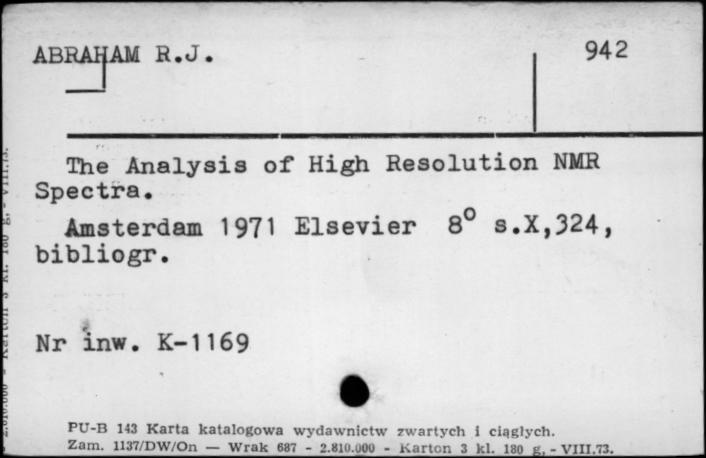 ABRAHAM R.J.
942
The Analysis of High Resolution NMR
Spectra.
Amsterdam 1971 Elsevier 8° s.X,324,
bibliogr.
Nr inw. K-1169
PU-B 143 Karta katalogowa wydawnictw zwartych i ciągłych.
Zam. 1137/DW/On — Wrak 687 - 2.810.000 - Karton 3 kl. 180 g, - VIII.73.